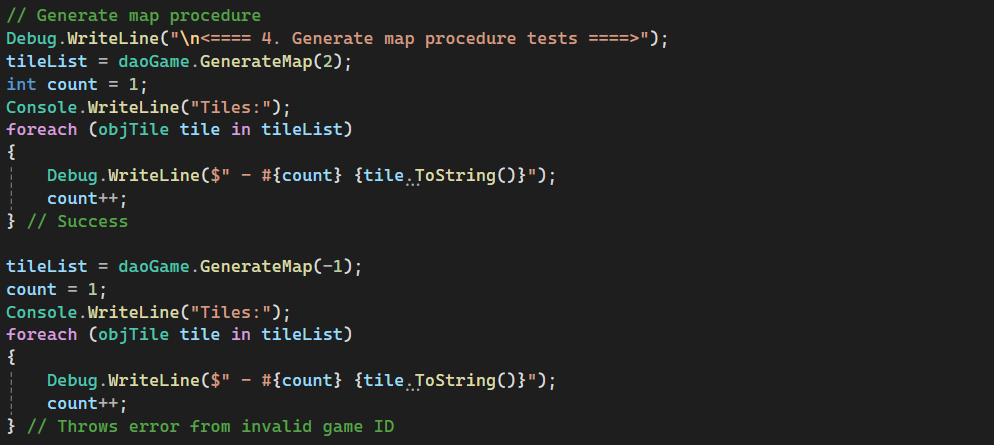 // Generate map procedure
Debug.WriteLine("\n<==== 4. Generate map procedure tests ====>");
tileList = daoGame.GenerateMap(2);
int count = 1;
Console.WriteLine("Tiles:");
foreach (objTile tile in tileList)
{
    Debug.WriteLine($" - #{count} {tile.ToString()}");
    count++;
} // Success

tileList = daoGame.GenerateMap(-1);
count = 1;
Console.WriteLine("Tiles:");
foreach (objTile tile in tileList)
{
    Debug.WriteLine($" - #{count} {tile.ToString()}");
    count++;
} // Throws error from invalid game ID